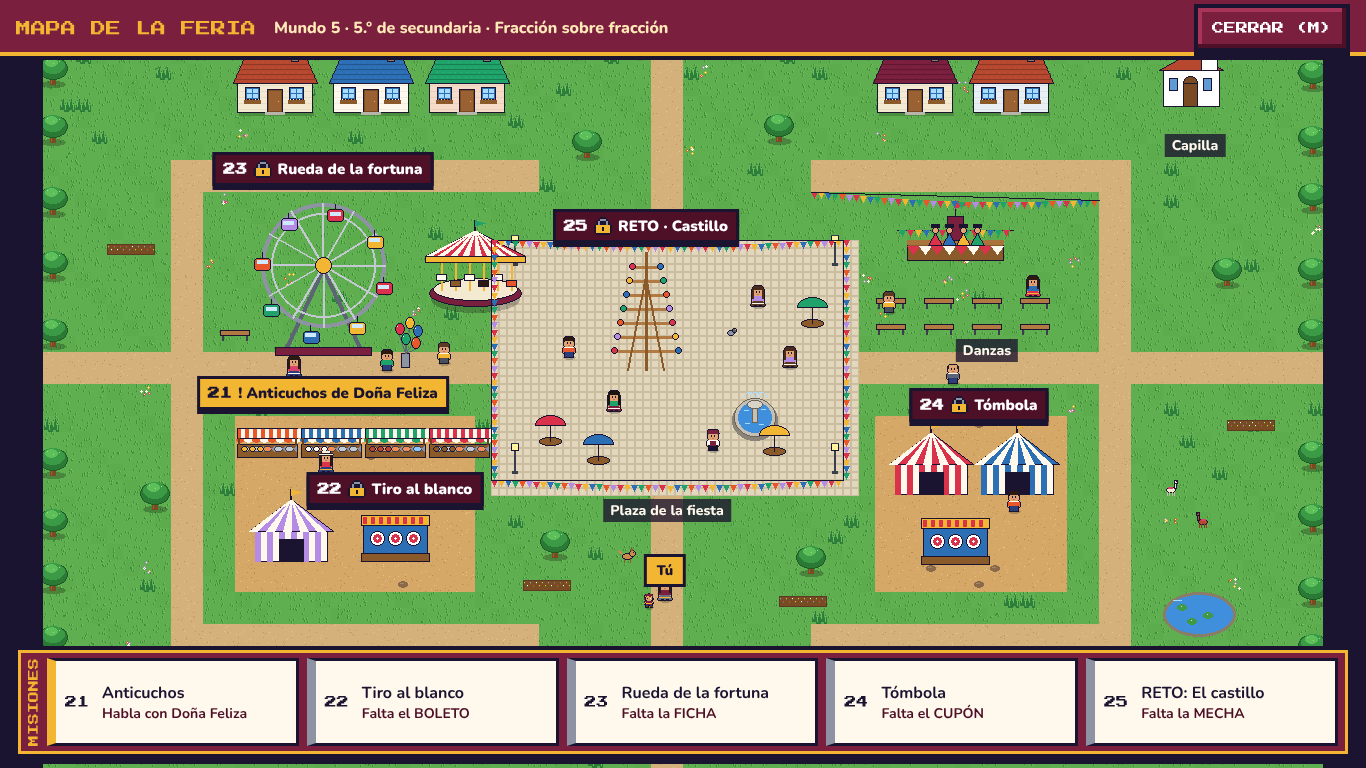 MAPA DE LA FERIA
Mundo 5 · 5.º de secundaria · Fracción sobre fracción
CERRAR (M)
Capilla
23 Rueda de la fortuna
25 RETO · Castillo
Danzas
21 ! Anticuchos de Doña Feliza
24 Tómbola
22 Tiro al blanco
Plaza de la fiesta
Tú
MISIONES
21 Anticuchos
Habla con Doña Feliza
22 Tiro al blanco
Falta el BOLETO
23 Rueda de la fortuna
Falta la FICHA
24 Tómbola
Falta el CUPÓN
25 RETO: El castillo
Falta la MECHA